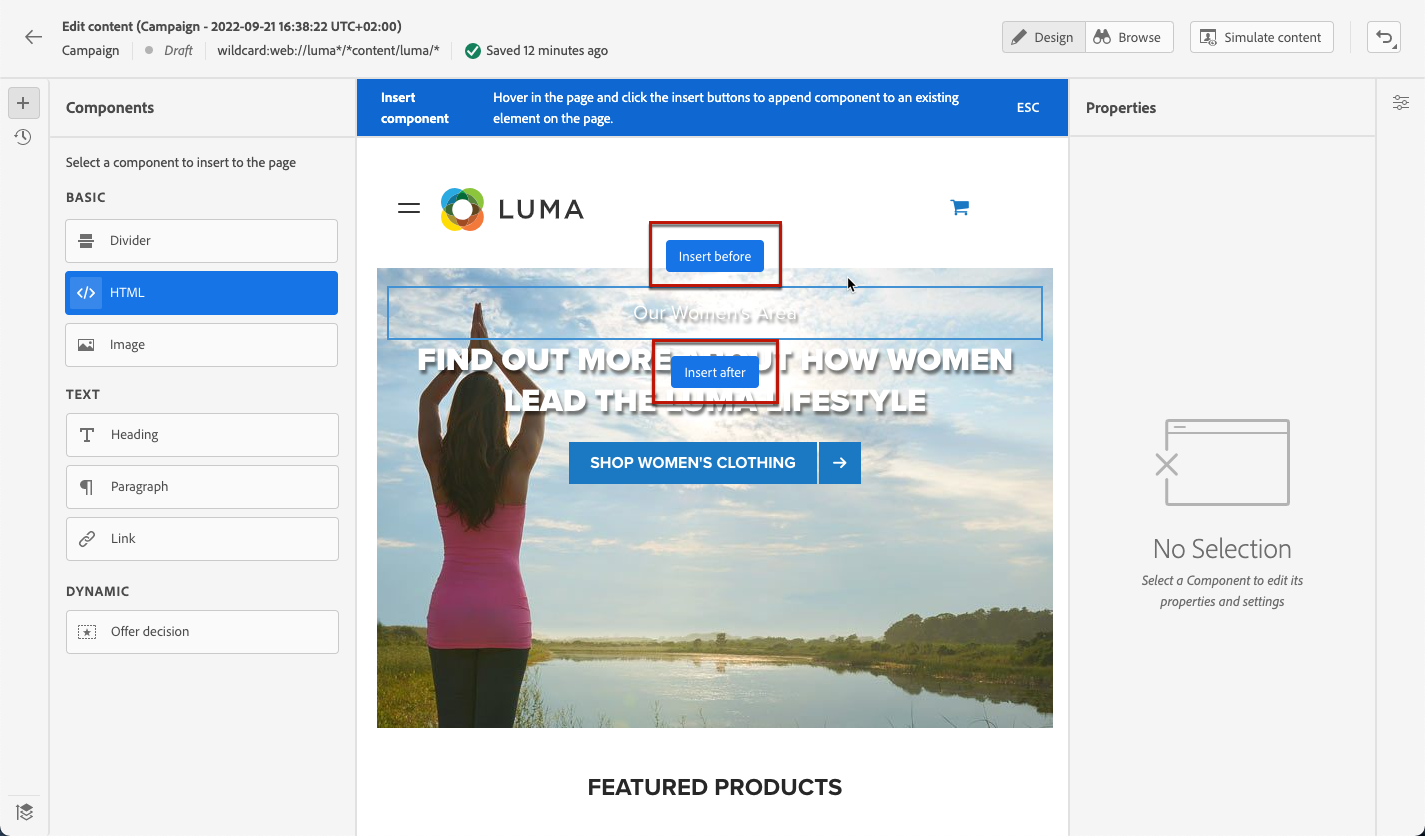 Edit content (Campaign - 2022-09-21 16:38:22 UTC+02:00)
Campaign Draft wildcard:web://luma*/*content/luma/* Saved 12 minutes ago
Design Browse Simulate content
Components
Select a component to insert to the page
BASIC
Divider
HTML
Image
TEXT
Heading
Paragraph
Link
DYNAMIC
Offer decision
Insert
component
Hover in the page and click the insert buttons to append component to an existing
element on the page.
ESC
LUMA
Insert before
Our Women's Area
FIND OUT MORE ABOUT HOW WOMEN
Insert after
LEAD THE LUMA LIFESTYLE
SHOP WOMEN'S CLOTHING
FEATURED PRODUCTS
Properties
No Selection
Select a Component to edit its
properties and settings